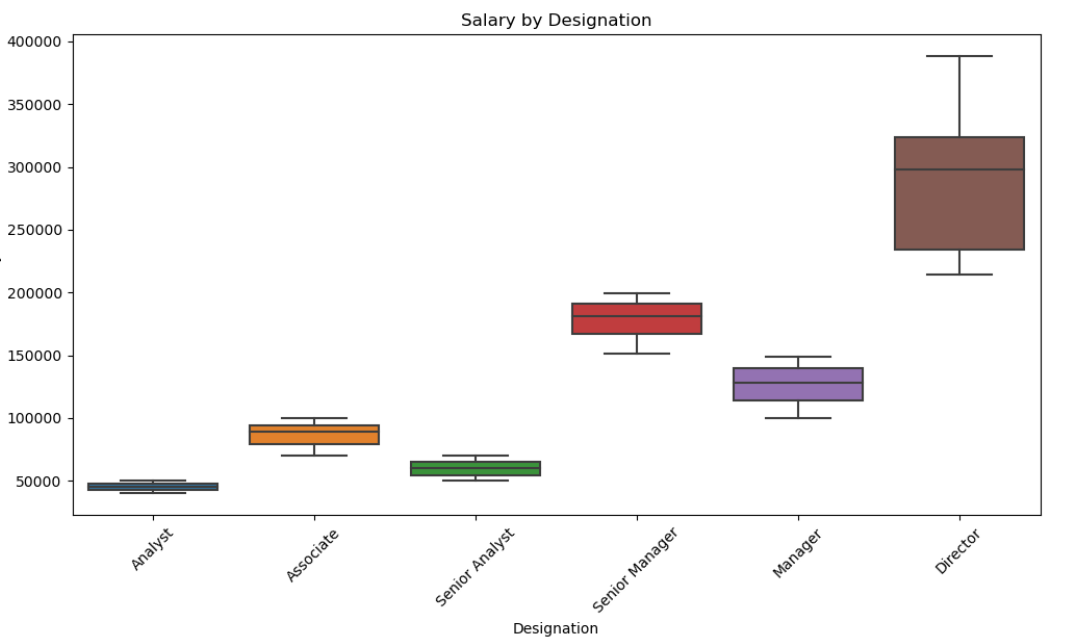 Salary by Designation
400000
350000
300000
250000
200000
150000
100000
50000
Analyst
Associate
Senior Analyst
Senior Manager
Manager
Director
Designation